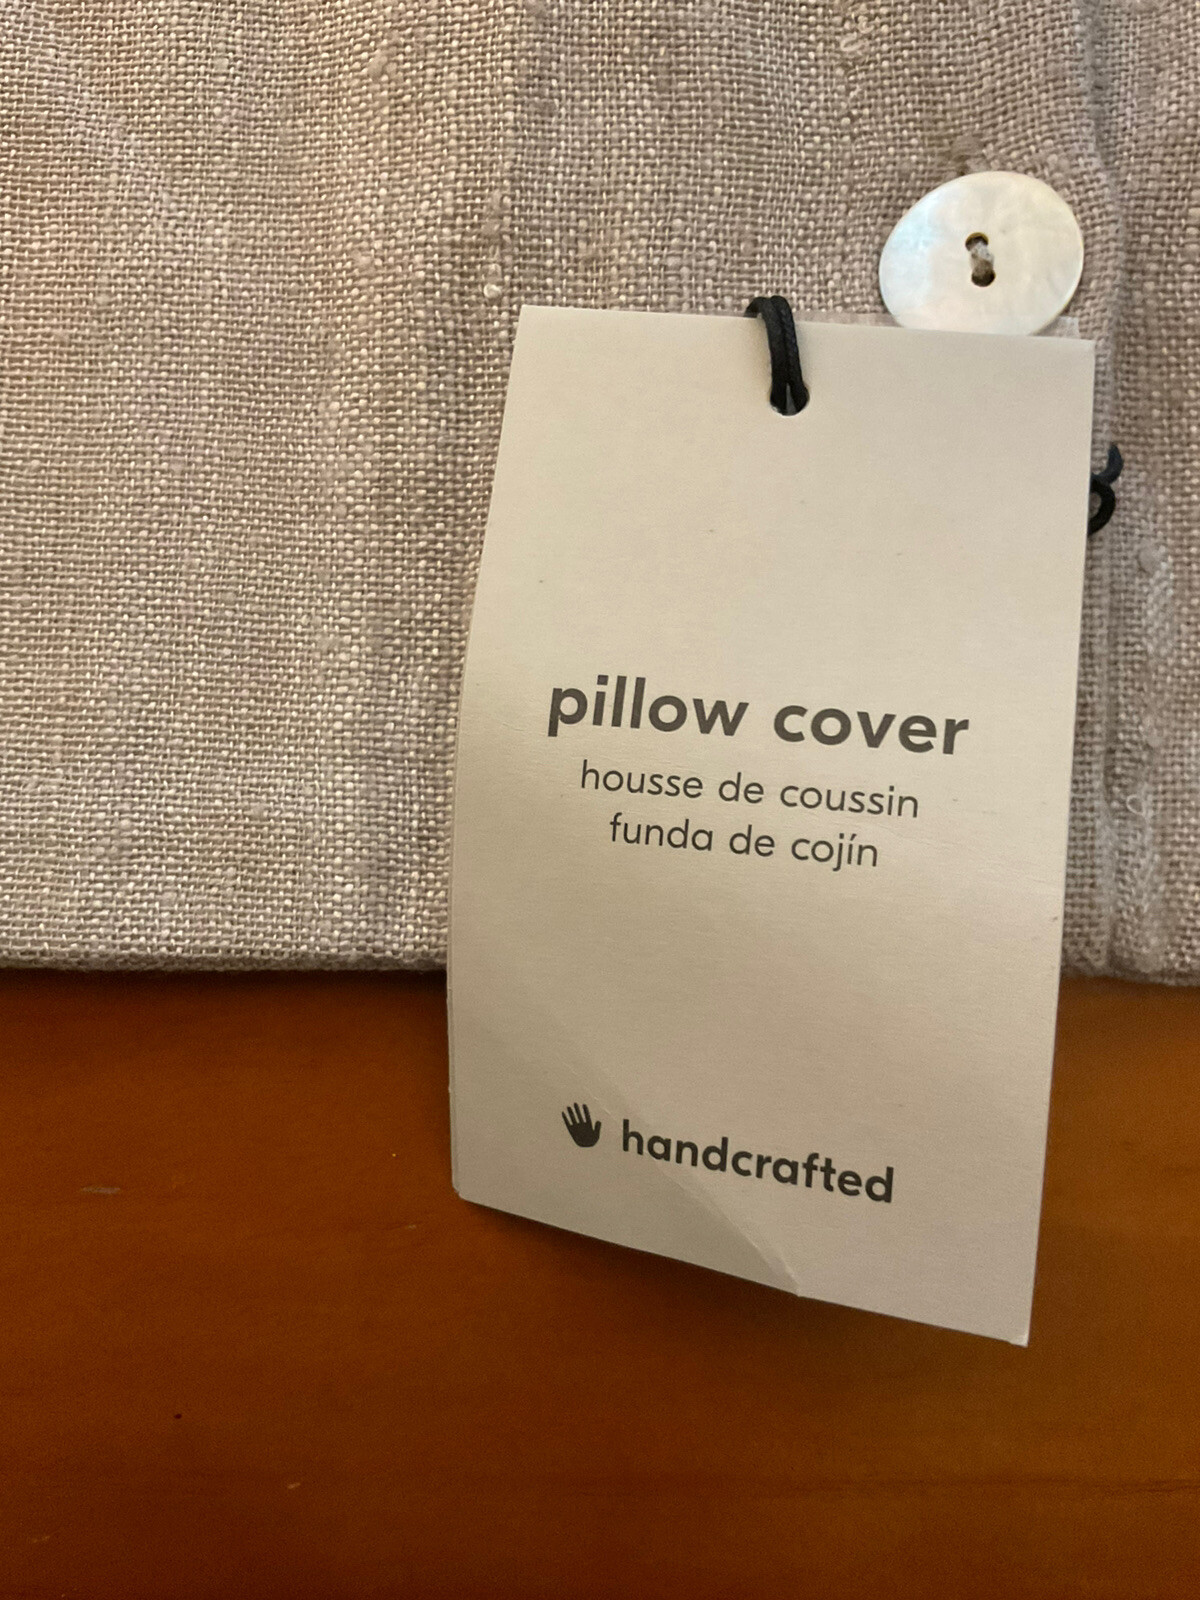 pillow cover
housse de coussin
funda de cojín
handcrafted